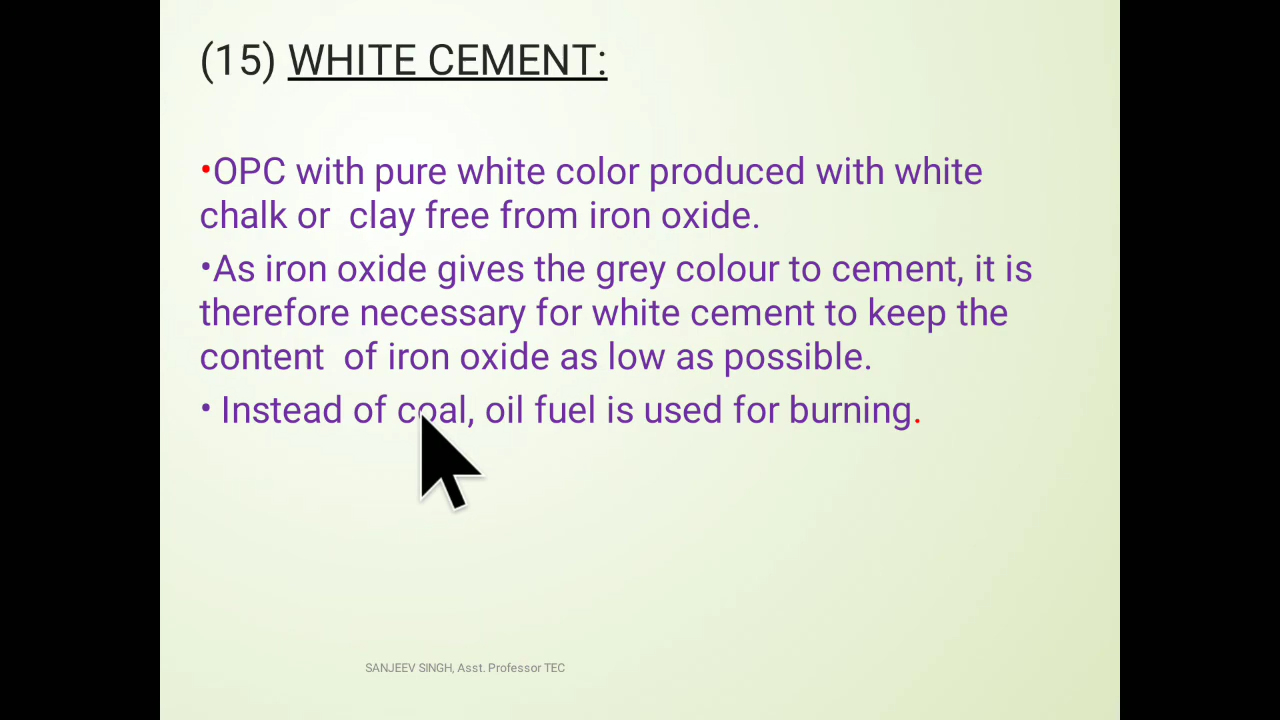 (15) WHITE CEMENT:
•OPC with pure white color produced with white
chalk or  clay free from iron oxide.
•As iron oxide gives the grey colour to cement, it is
therefore necessary for white cement to keep the
content  of iron oxide as low as possible.
• Instead of coal, oil fuel is used for burning.
SANJEEV SINGH, Asst. Professor TEC